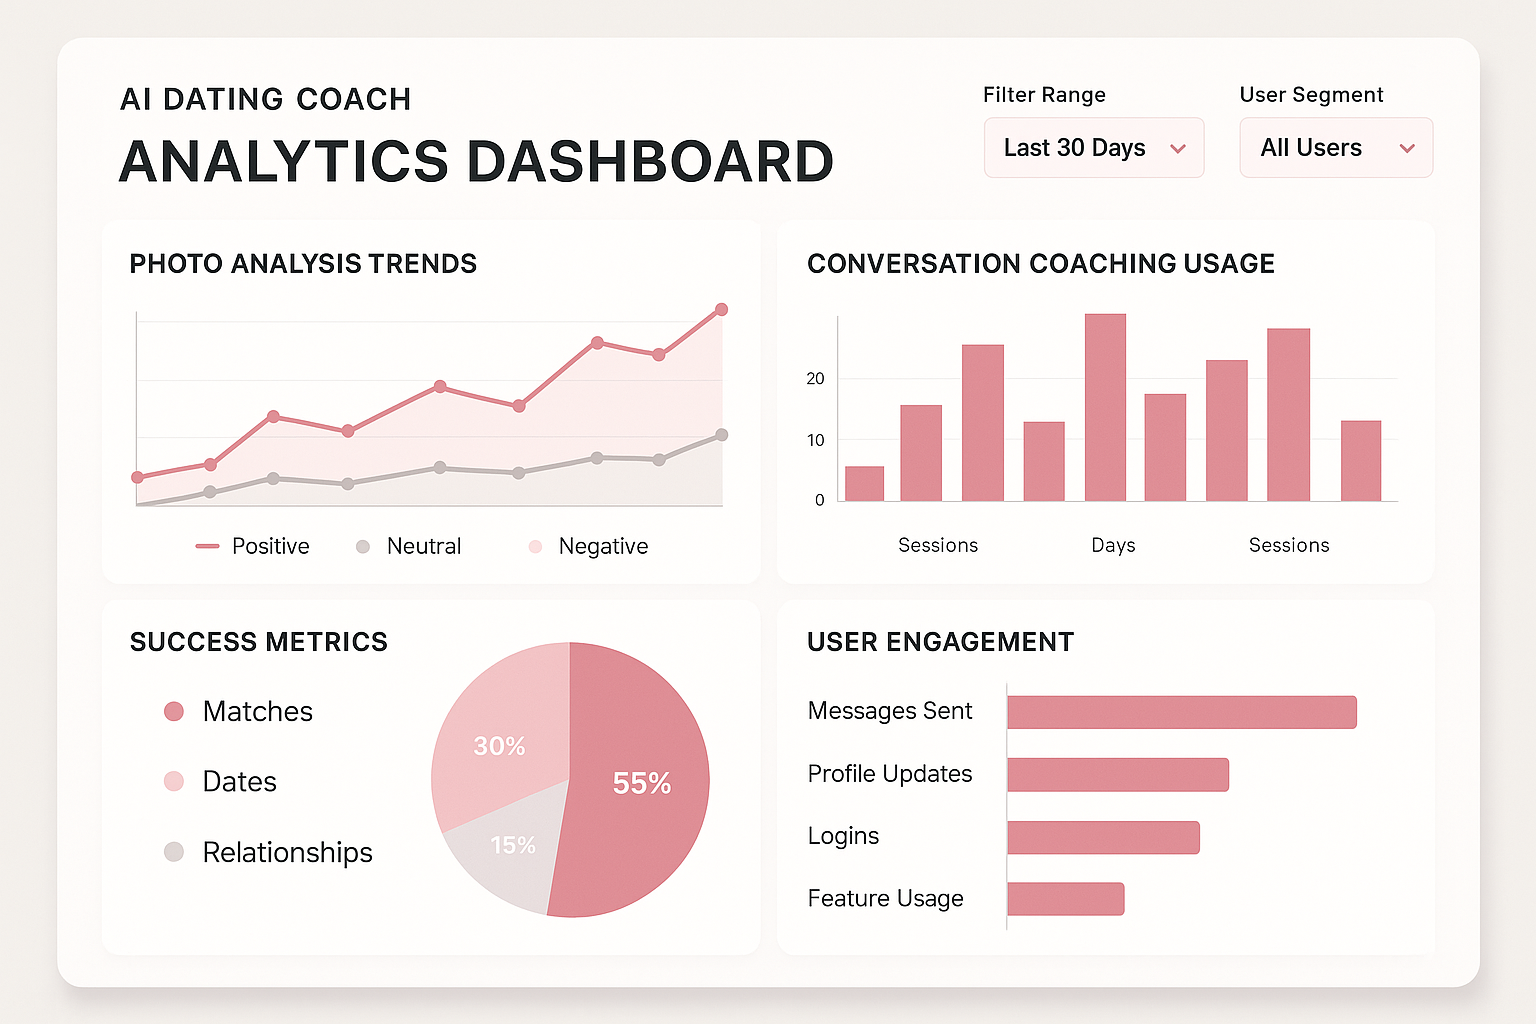 AI DATING COACH
ANALYTICS DASHBOARD
Filter Range
Last 30 Days
User Segment
All Users
PHOTO ANALYSIS TRENDS
Positive
Neutral
Negative
CONVERSATION COACHING USAGE
20
10
0
Sessions
Days
Sessions
SUCCESS METRICS
Matches
Dates
Relationships
30%
55%
15%
USER ENGAGEMENT
Messages Sent
Profile Updates
Logins
Feature Usage